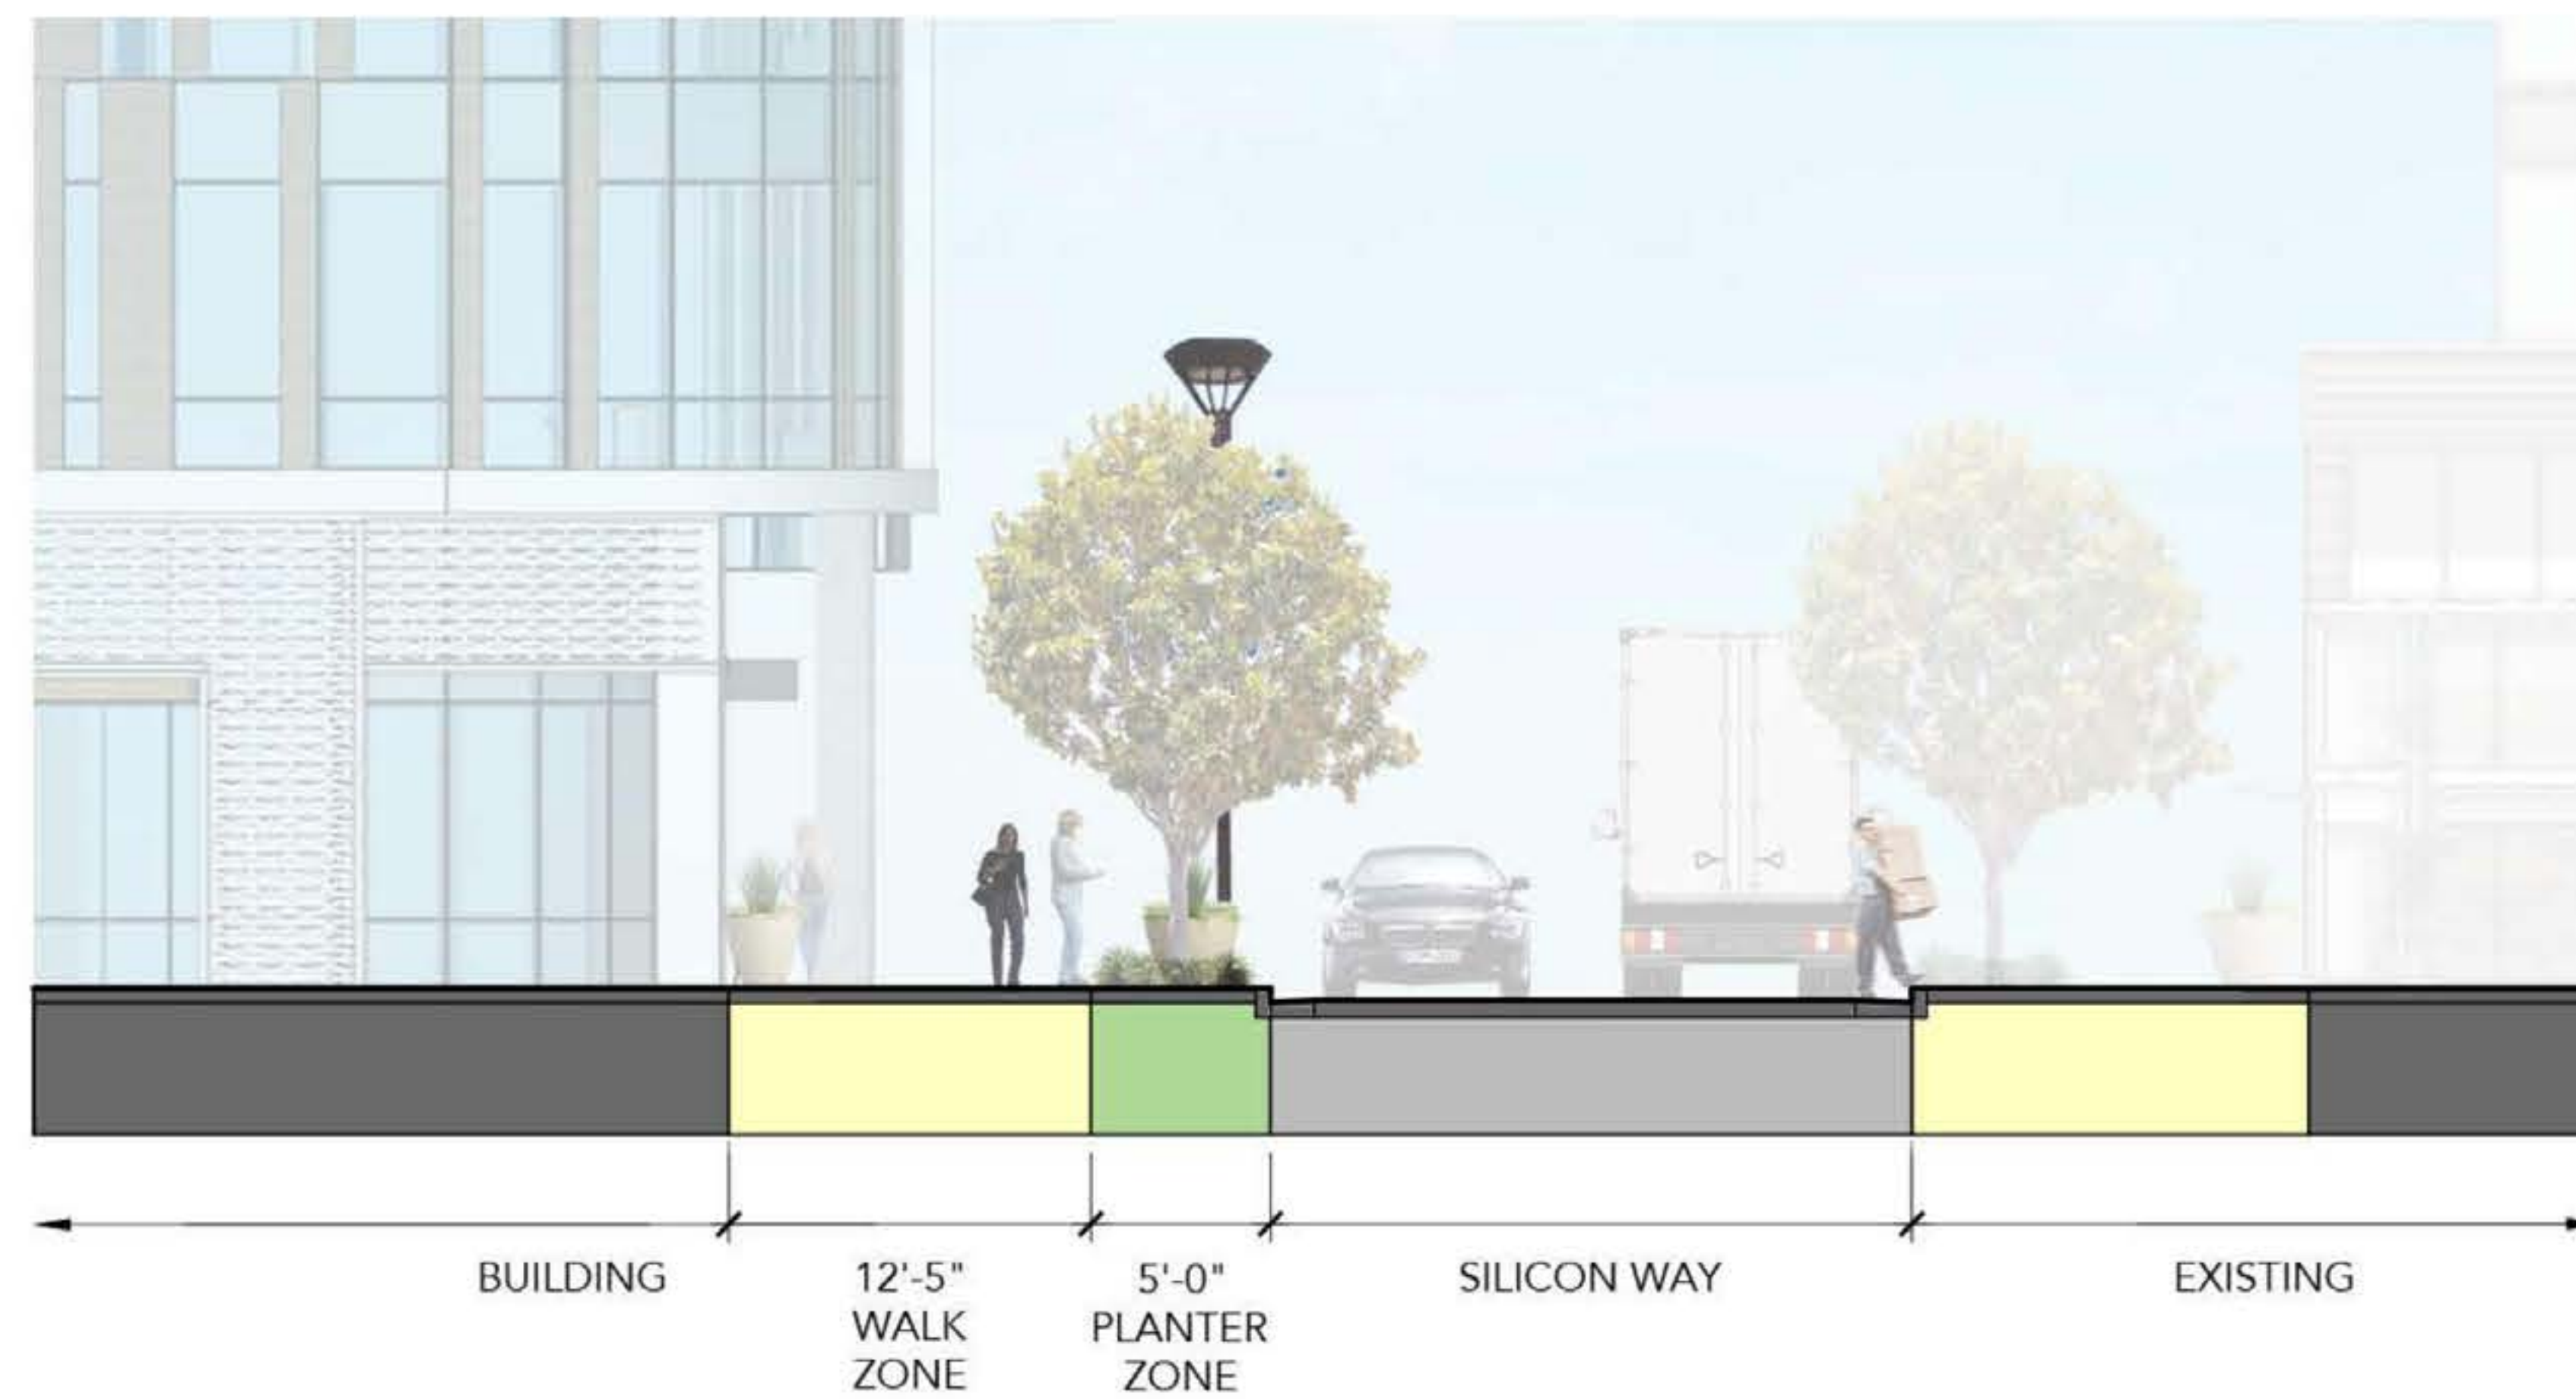 BUILDING
12'-5"
WALK
ZONE
5'-0"
PLANTER
ZONE
SILICON WAY
EXISTING